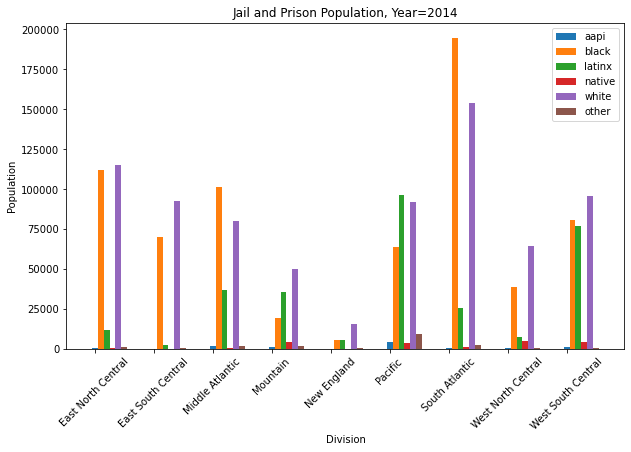 Jail and Prison Population, Year=2014
aapi
black
latinx
native
white
other
Population
200000
175000
150000
125000
100000
75000
50000
25000
0
East North Central
East South Central
Middle Atlantic
Mountain
New England
Pacific
South Atlantic
West North Central
West South Central
Division